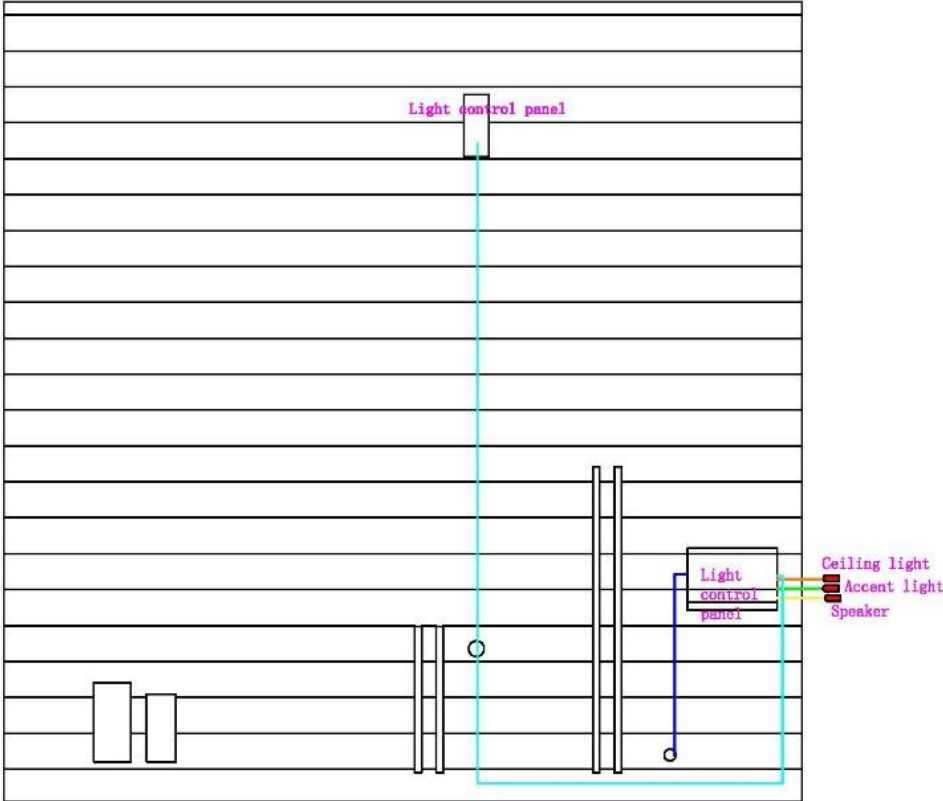 Light control panel
Ceiling light
Accent light
Speaker
Light
control
panel